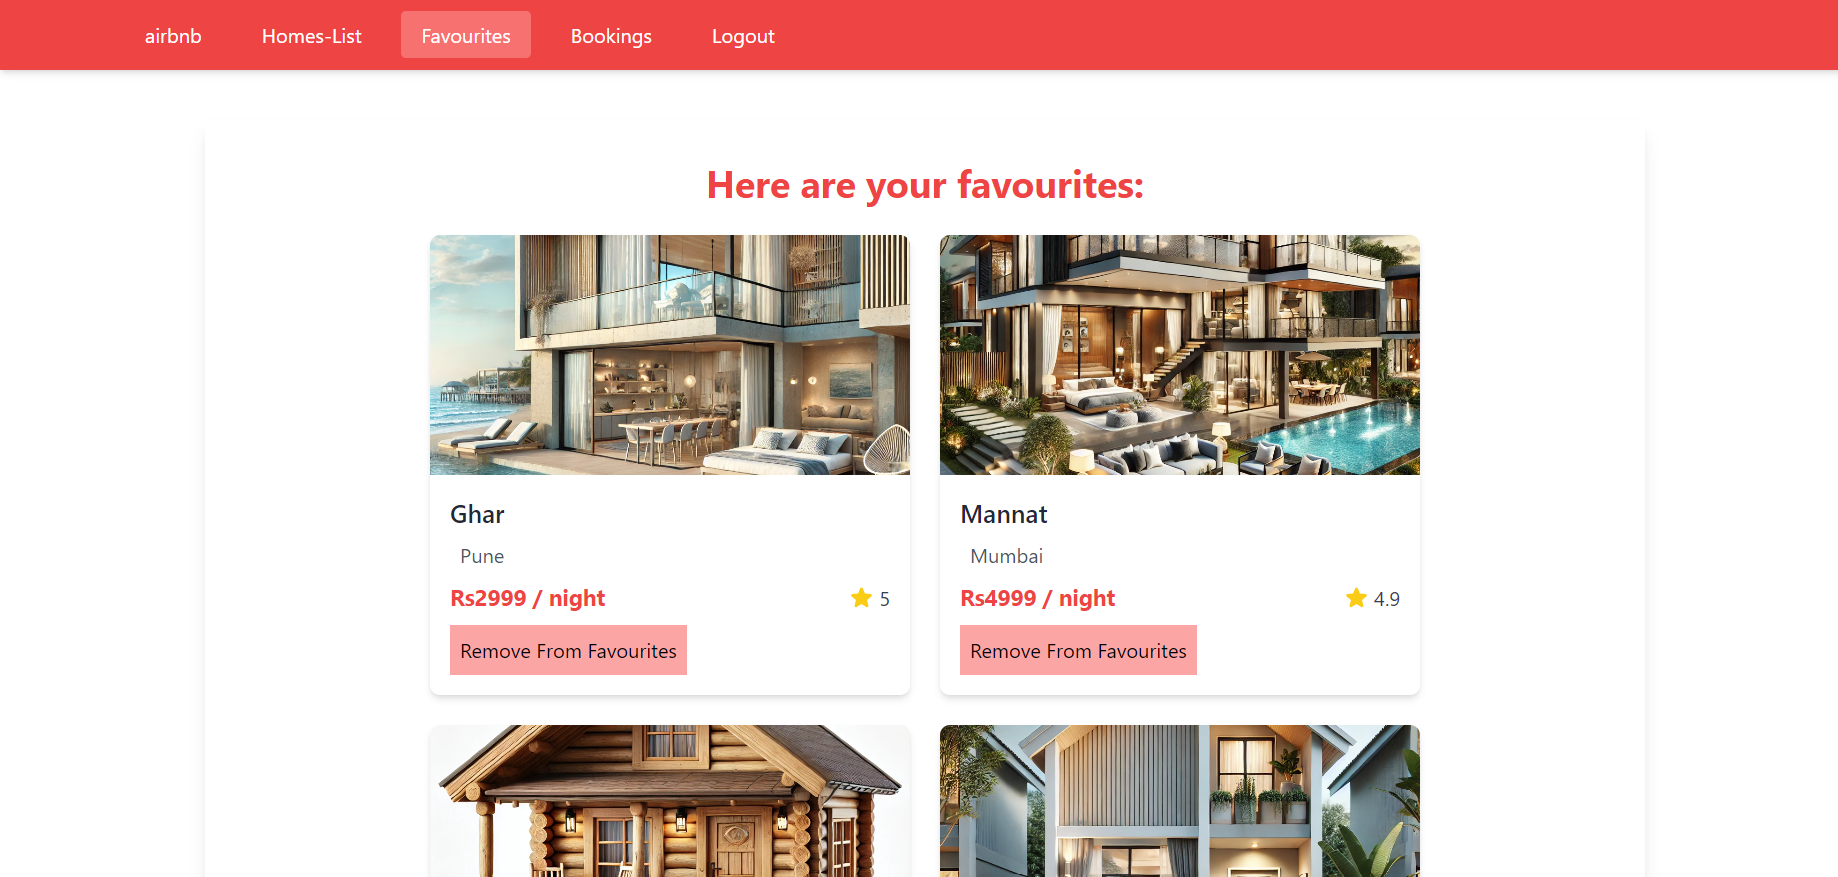 airbnb Homes-List Favourites Bookings Logout
Here are your favourites:
Ghar
Pune
Rs2999 / night 5
Remove From Favourites
Mannat
Mumbai
Rs4999 / night 4.9
Remove From Favourites